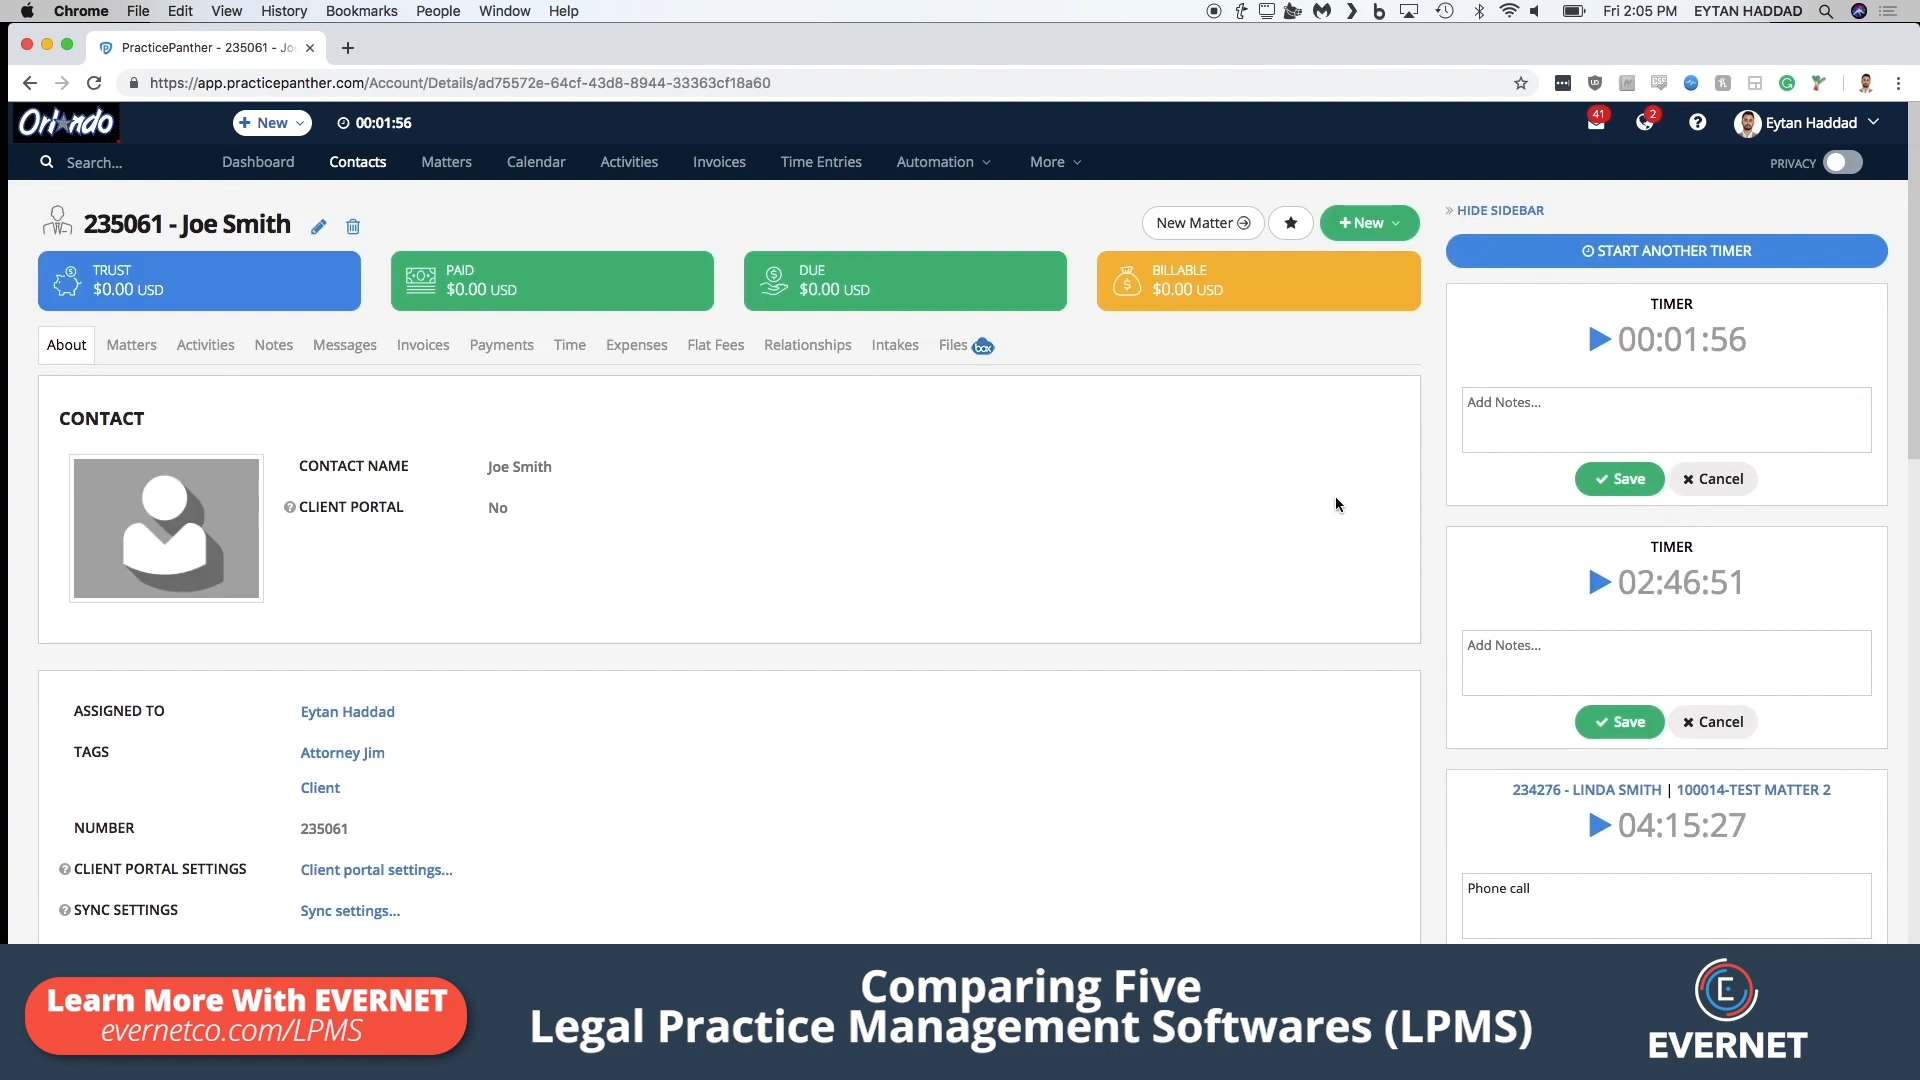 Chrome File Edit View History Bookmarks People Window Help
Fri 2:05 PM EYTAN HADDAD
PracticePanther - 235061 - Jo
https://app.practicepanther.com/Account/Details/ad75572e-64cf-43d8-8944-33363cf18a60
Orlando
+ New
00:01:56
41
2
Eytan Haddad
Search...
Dashboard Contacts Matters Calendar Activities Invoices Time Entries Automation More
PRIVACY
235061 - Joe Smith
New Matter
+ New
HIDE SIDEBAR
START ANOTHER TIMER
TRUST
$0.00 USD
PAID
$0.00 USD
DUE
$0.00 USD
BILLABLE
$0.00 USD
About Matters Activities Notes Messages Invoices Payments Time Expenses Flat Fees Relationships Intakes Files box
CONTACT
CONTACT NAME Joe Smith
CLIENT PORTAL No
ASSIGNED TO Eytan Haddad
TAGS Attorney Jim
Client
NUMBER 235061
CLIENT PORTAL SETTINGS Client portal settings...
SYNC SETTINGS Sync settings...
TIMER
00:01:56
Add Notes...
Save Cancel
TIMER
02:46:51
Add Notes...
Save Cancel
234276 - LINDA SMITH | 100014-TEST MATTER 2
04:15:27
Phone call
Learn More With EVERNET
evernetco.com/LPMS
Comparing Five
Legal Practice Management Softwares (LPMS)
E
EVERNET